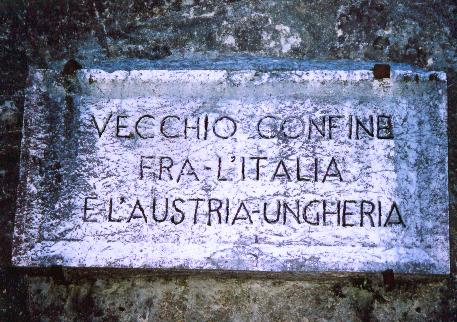 VECCHIO CONFINE
FRA-L'ITALIA
E L'AUSTRIA-UNGHERIA